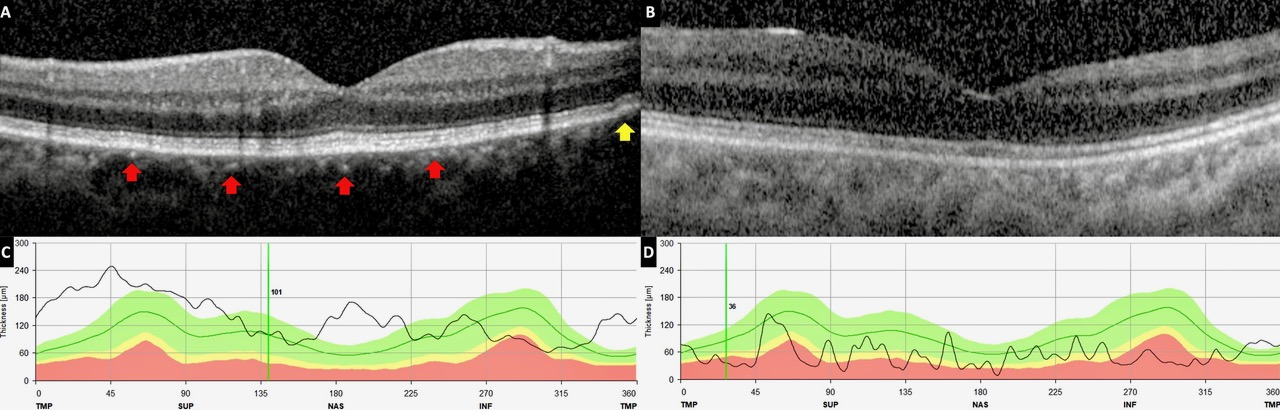 A
B
C
Thickness [µm]
300
240
180
120
60
0
101
0 45 90 135 180 225 270 315 360
TMP SUP NAS INF TMP
D
Thickness [µm]
300
240
180
120
60
0
36
0 45 90 135 180 225 270 315 360
TMP SUP NAS INF TMP